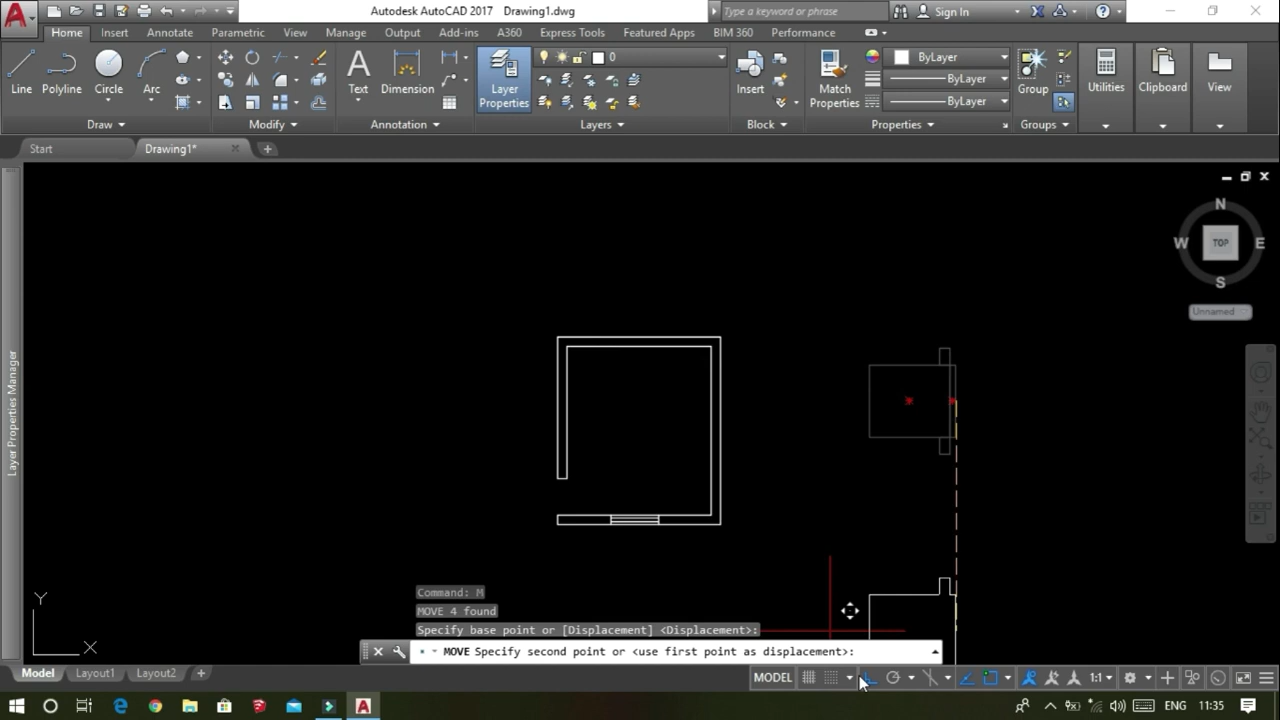 Autodesk AutoCAD 2017 Drawing1.dwg
Type a keyword or phrase
Sign In
Home Insert Annotate Parametric View Manage Output Add-ins A360 Express Tools Featured Apps BIM 360 Performance
Line Polyline Circle Arc
Text Dimension
Layer Properties
0
Insert
Match Properties
ByLayer
ByLayer
ByLayer
Group
Utilities
Clipboard
View
Draw Modify Annotation Layers Block Properties Groups
Start Drawing1*
N
W TOP E
S
Unnamed
Layer Properties Manager
Y
X
Command: M
MOVE 4 found
Specify base point or [Displacement] <Displacement>:
MOVE Specify second point or <use first point as displacement>:
Model Layout1 Layout2 +
MODEL 1:1
ENG 11:35